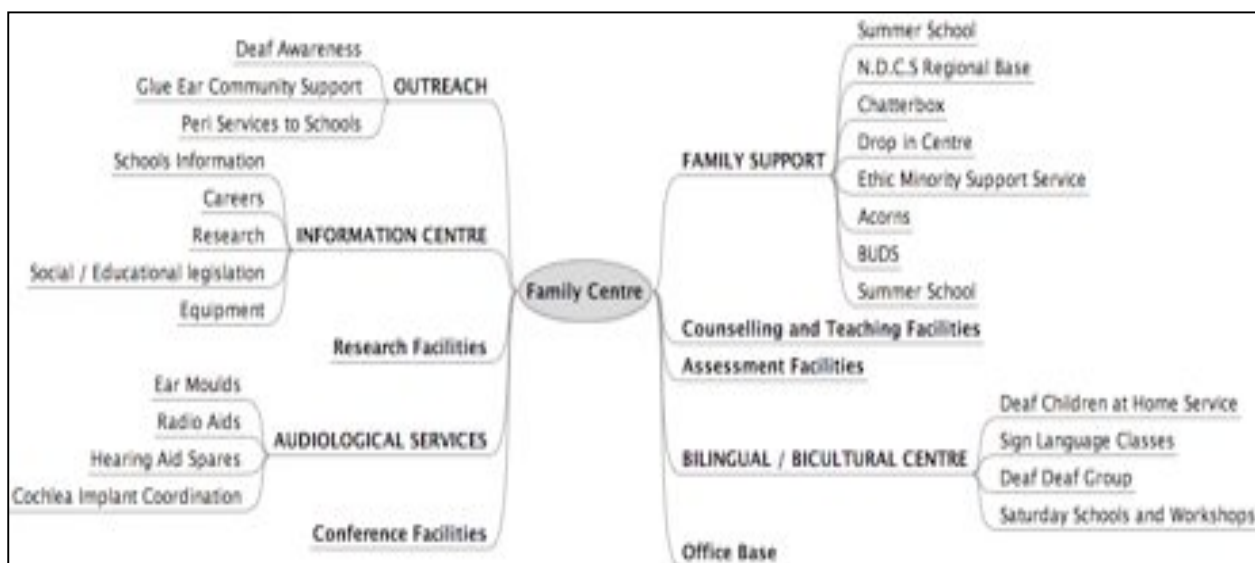 Deaf Awareness
Glue Ear Community Support
Peri Services to Schools
OUTREACH
Schools Information
Careers
Research
Social / Educational legislation
Equipment
INFORMATION CENTRE
Research Facilities
Ear Moulds
Radio Aids
Hearing Aid Spares
Cochlea Implant Coordination
AUDIOLOGICAL SERVICES
Conference Facilities
Family Centre
FAMILY SUPPORT
Summer School
N.D.C.S Regional Base
Chatterbox
Drop in Centre
Ethic Minority Support Service
Acorns
BUDS
Summer School
Counselling and Teaching Facilities
Assessment Facilities
BILINGUAL / BICULTURAL CENTRE
Deaf Children at Home Service
Sign Language Classes
Deaf Deaf Group
Saturday Schools and Workshops
Office Base